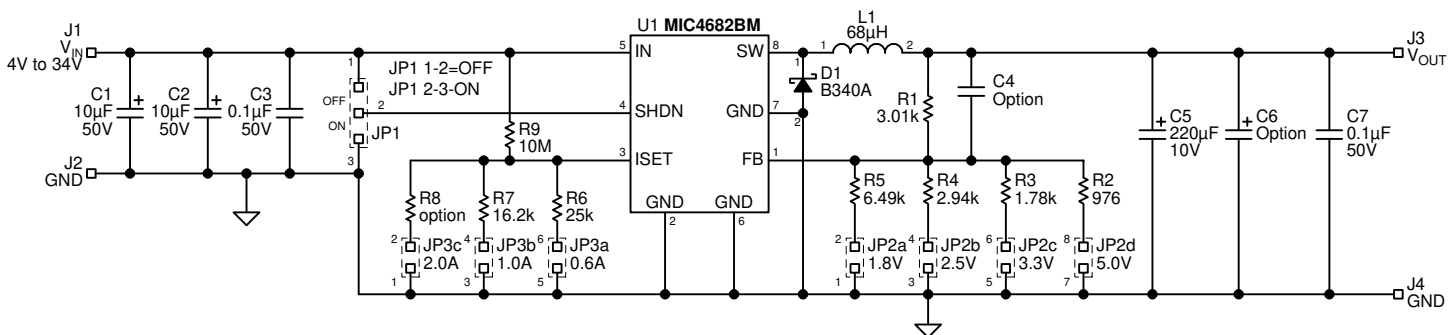 J1
VIN
4V to 34V
J2
GND
C1
10µF
50V
+
C2
10µF
50V
+
C3
0.1µF
50V
1
OFF
ON
2
3
JP1 1-2=OFF
JP1 2-3-ON
JP1
R9
10M
R8
option
R7
16.2k
R6
25k
2
JP3c
2.0A
1
4
JP3b
1.0A
3
6
JP3a
0.6A
5
U1 MIC4682BM
5
IN
4
SHDN
3
ISET
SW
8
GND
7
FB
1
GND
2
GND
6
1
D1
B340A
2
L1
68µH
1
2
R1
3.01k
C4
Option
R5
6.49k
R4
2.94k
R3
1.78k
R2
976
2
JP2a
1.8V
1
4
JP2b
2.5V
3
6
JP2c
3.3V
5
8
JP2d
5.0V
7
+
C5
220µF
10V
+
C6
Option
C7
0.1µF
50V
J3
VOUT
J4
GND